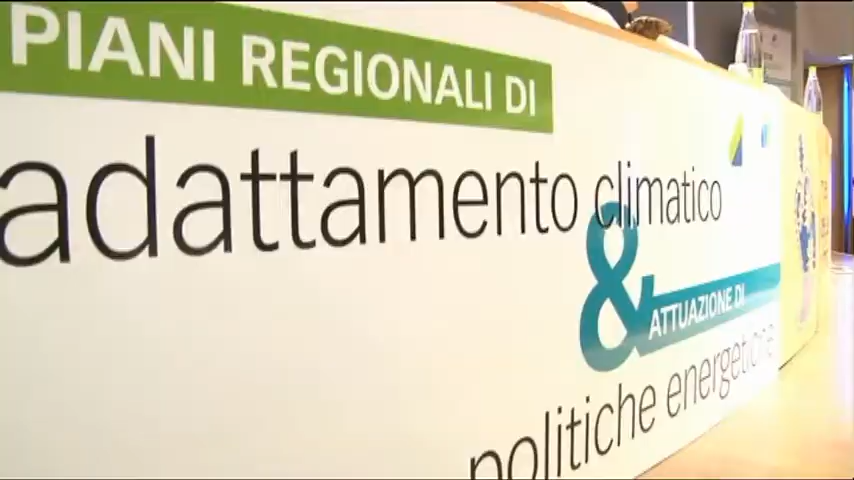 PIANI REGIONALI DI
adattamento climatico
&
ATTUAZIONE DI
politiche energetiche